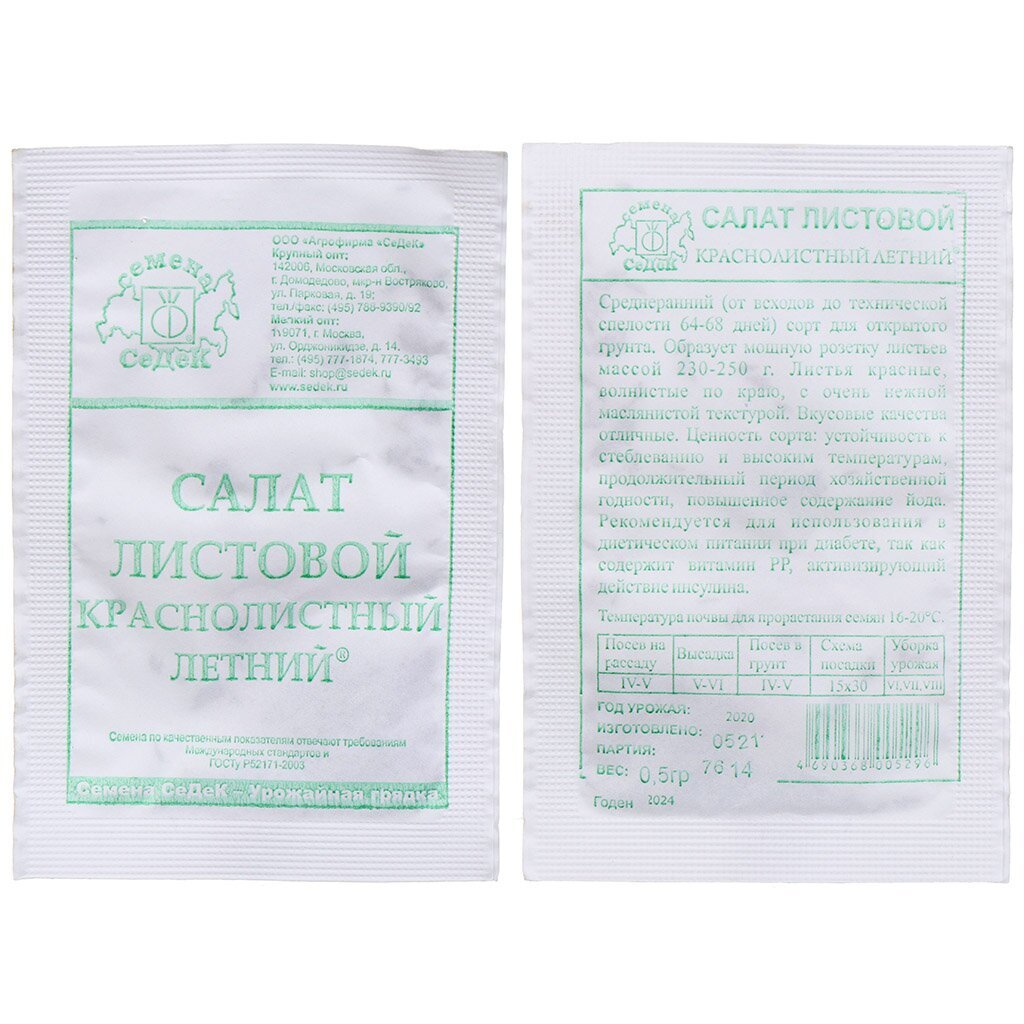 семена
СеДеК
ООО «Агрофирма «СеДеК»
Крупный опт:
142006, Московская обл.,
г. Домодедово, мкр-н Востряково,
ул. Парковая, д. 19;
тел./факс: (495) 788-9390/92
Мелкий опт:
119071, г. Москва,
ул. Орджоникидзе, д. 14.
тел.: (495) 777-1874, 777-3493
E-mail: shop@sedek.ru
www.sedek.ru
САЛАТ
ЛИСТОВОЙ
КРАСНОЛИСТНЫЙ
ЛЕТНИЙ®
Семена по качественным показателям отвечают требованиям
Международных стандартов и
ГОСТу Р52171-2003
Семена СеДеК – Урожайная грядка
семена
СеДеК
САЛАТ ЛИСТОВОЙ
КРАСНОЛИСТНЫЙ ЛЕТНИЙ®
Среднеранний (от всходов до технической
спелости 64-68 дней) сорт для открытого
грунта. Образует мощную розетку листьев
массой 230-250 г. Листья красные,
волнистые по краю, с очень нежной
маслянистой текстурой. Вкусовые качества
отличные. Ценность сорта: устойчивость к
стеблеванию и высоким температурам,
продолжительный период хозяйственной
годности, повышенное содержание йода.
Рекомендуется для использования в
диетическом питании при диабете, так как
содержит витамин РР, активизирующий
действие инсулина.
Температура почвы для прорастания семян 16-20°С.
Посев на рассаду Высадка Посев в грунт Схема посадки Уборка урожая
IV-V V-VI IV-V 15х30 VI,VII,VIII
ГОД УРОЖАЯ: 2020
ИЗГОТОВЛЕНО: 0521
ПАРТИЯ: 7614
ВЕС: 0,5гр
Годен 2024
4 690368 005296